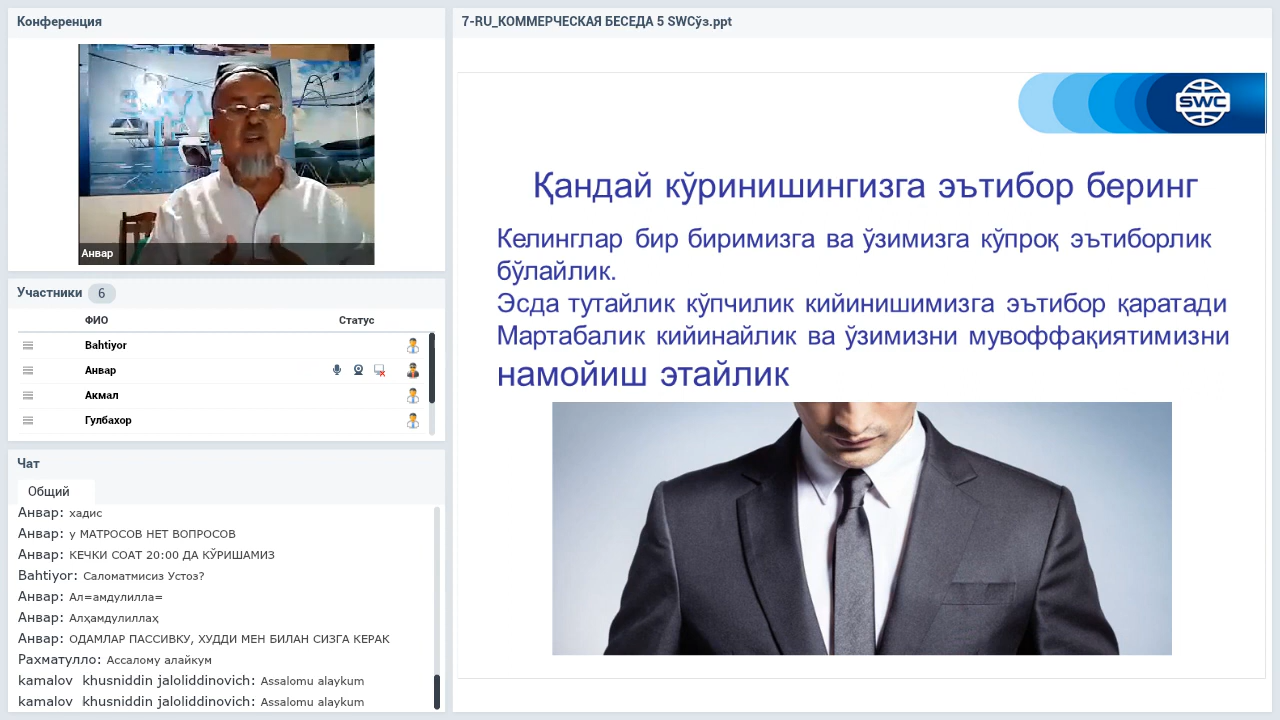 Конференция
Анвар
Участники 6
ФИО Статус
Bahtiyor
Анвар
Акмал
Гулбахор
Чат
Общий
Анвар: хадис
Анвар: у МАТРОСОВ НЕТ ВОПРОСОВ
Анвар: КЕЧКИ СОАТ 20:00 ДА КЎРИШАМИЗ
Bahtiyor: Саломатмисиз Устоз?
Анвар: Ал=амдулилла=
Анвар: Алҳамдулиллаҳ
Анвар: ОДАМЛАР ПАССИВКУ, ХУДДИ МЕН БИЛАН СИЗГА КЕРАК
Рахматулло: Ассалому алайкум
kamalov khusniddin jaloliddinovich: Assalomu alaykum
kamalov khusniddin jaloliddinovich: Assalomu alaykum
7-RU_КОММЕРЧЕСКАЯ БЕСЕДА 5 SWCўз.ppt
SWC
Қандай кўринишингизга эътибор беринг
Келинглар бир биримизга ва ўзимизга кўпроқ эътиборлик
бўлайлик.
Эсда тутайлик кўпчилик кийинишимизга эътибор қаратади
Мартабалик кийинайлик ва ўзимизни мувоффақиятимизни
намойиш этайлик